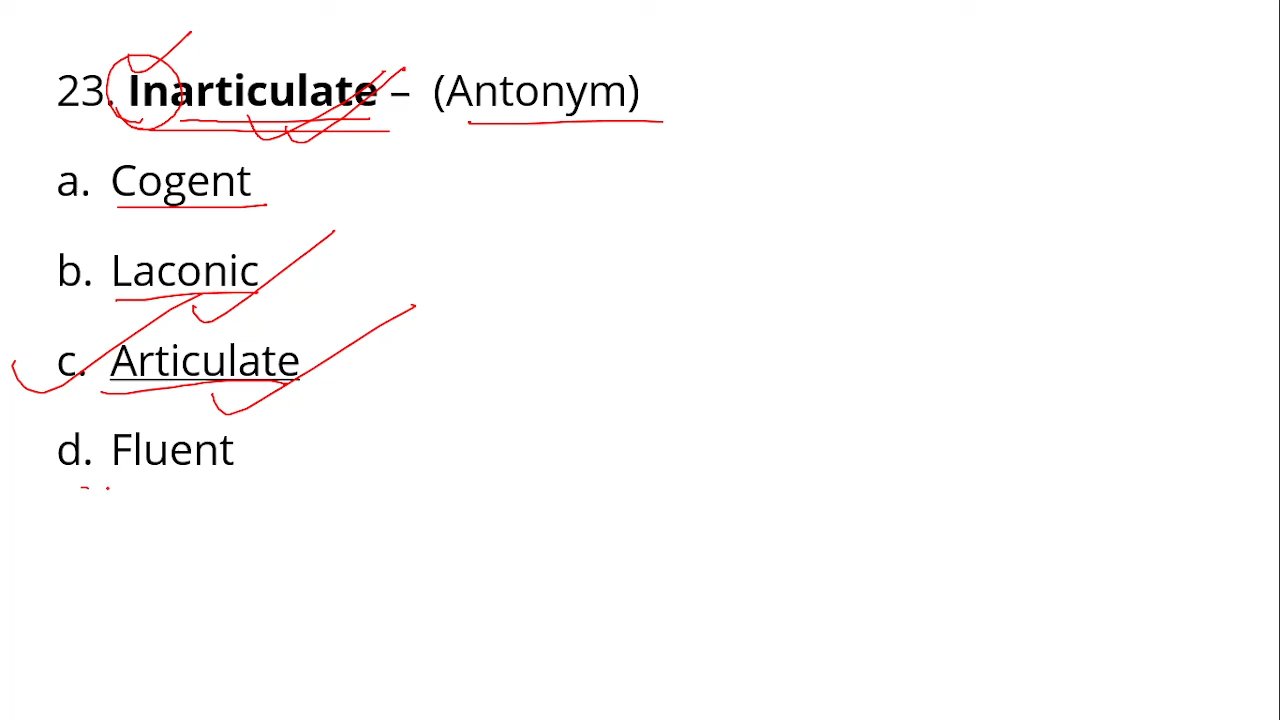 23. Inarticulate – (Antonym)
a. Cogent
b. Laconic
c. Articulate
d. Fluent